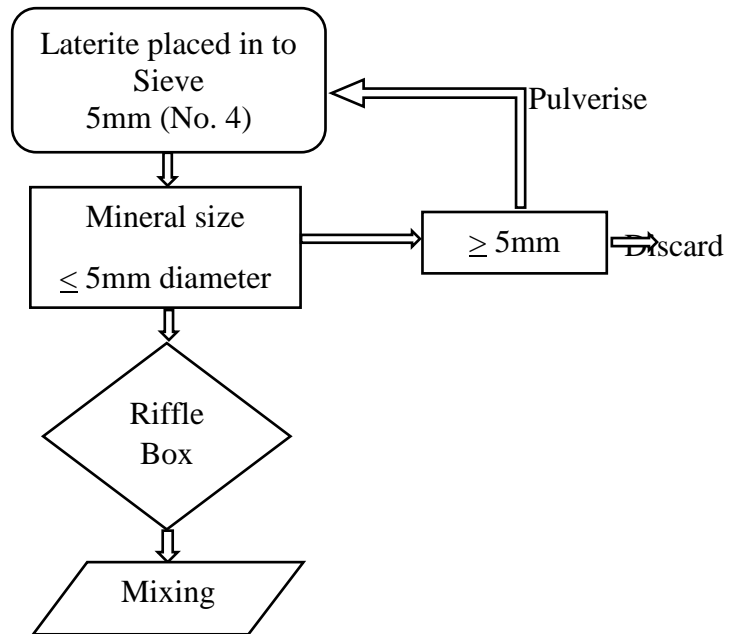 Laterite placed in to
Sieve
5mm (No. 4)
Pulverise
Mineral size
≤ 5mm diameter
≥ 5mm
Discard
Riffle
Box
Mixing